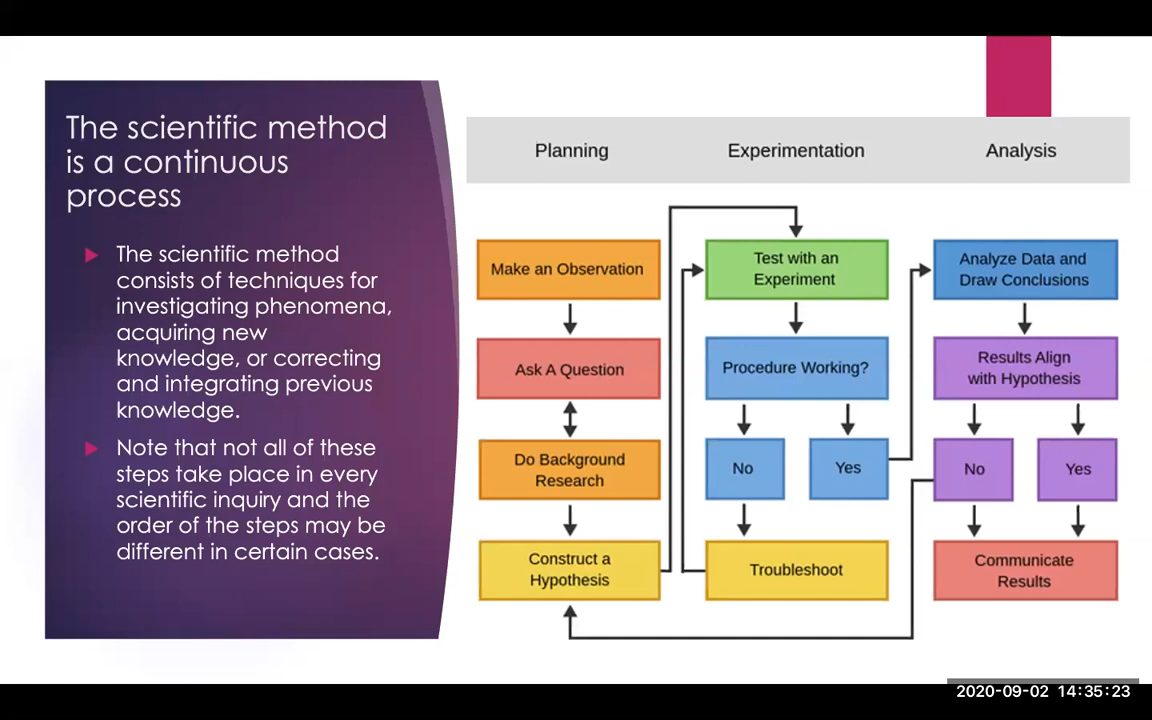 The scientific method
is a continuous
process
The scientific method
consists of techniques for
investigating phenomena,
acquiring new
knowledge, or correcting
and integrating previous
knowledge.
Note that not all of these
steps take place in every
scientific inquiry and the
order of the steps may be
different in certain cases.
Planning
Experimentation
Analysis
Make an Observation
Ask A Question
Do Background
Research
Construct a
Hypothesis
Test with an
Experiment
Procedure Working?
No
Yes
Troubleshoot
Analyze Data and
Draw Conclusions
Results Align
with Hypothesis
No
Yes
Communicate
Results
2020-09-02 14:35:23